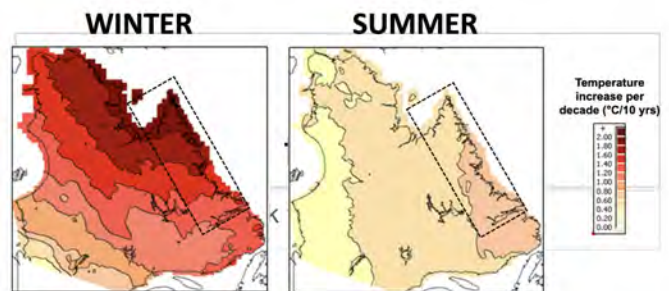 WINTER
SUMMER
Temperature
increase per
decade (°C/10 yrs)
+
2.00
1.80
1.60
1.40
1.20
1.00
0.80
0.60
0.40
0.20
0.00